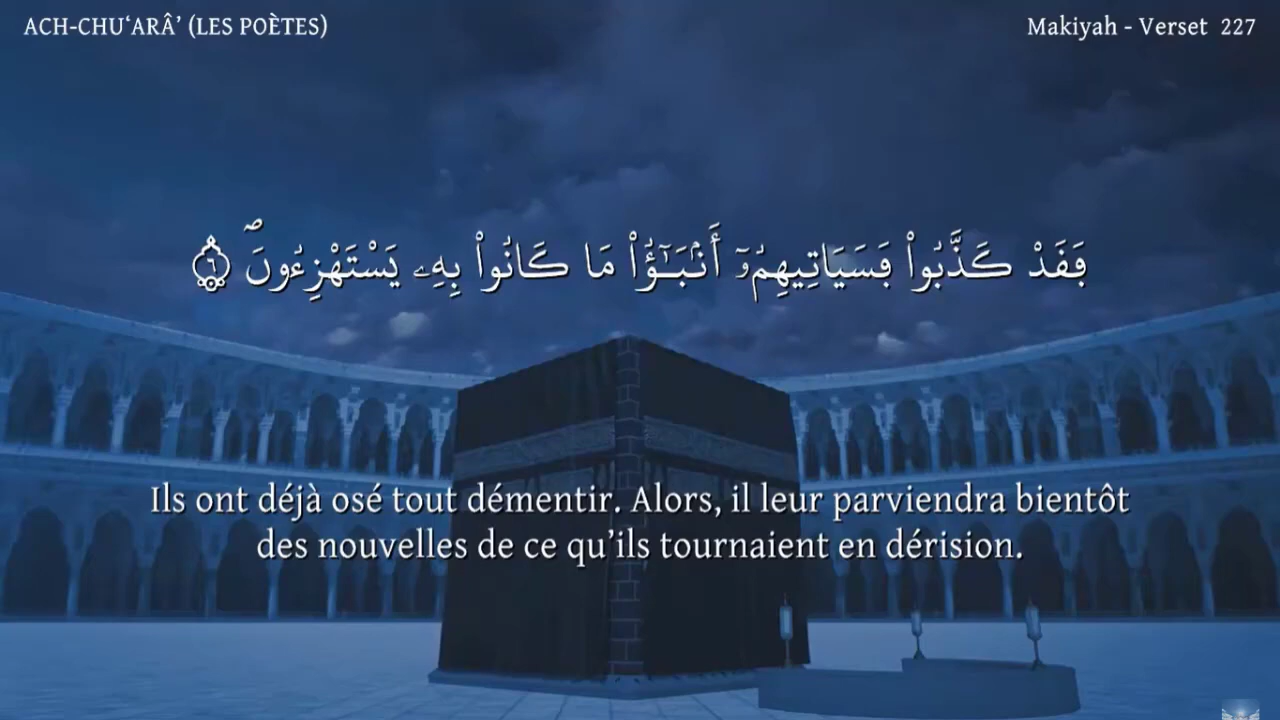 ACH-CHU‘ARÂ’ (LES POÈTES)
Makiyah - Verset 227
ڢَڧَدْ كَذَّبُواْ ڢَسَيَاتِيهِمُۥٓ أَنۢبَٰٓؤُاْ مَا كَانُواْ بِهِۦ يَسْتَهْزِءُونَۖ ٦
Ils ont déjà osé tout démentir. Alors, il leur parviendra bientôt
des nouvelles de ce qu’ils tournaient en dérision.